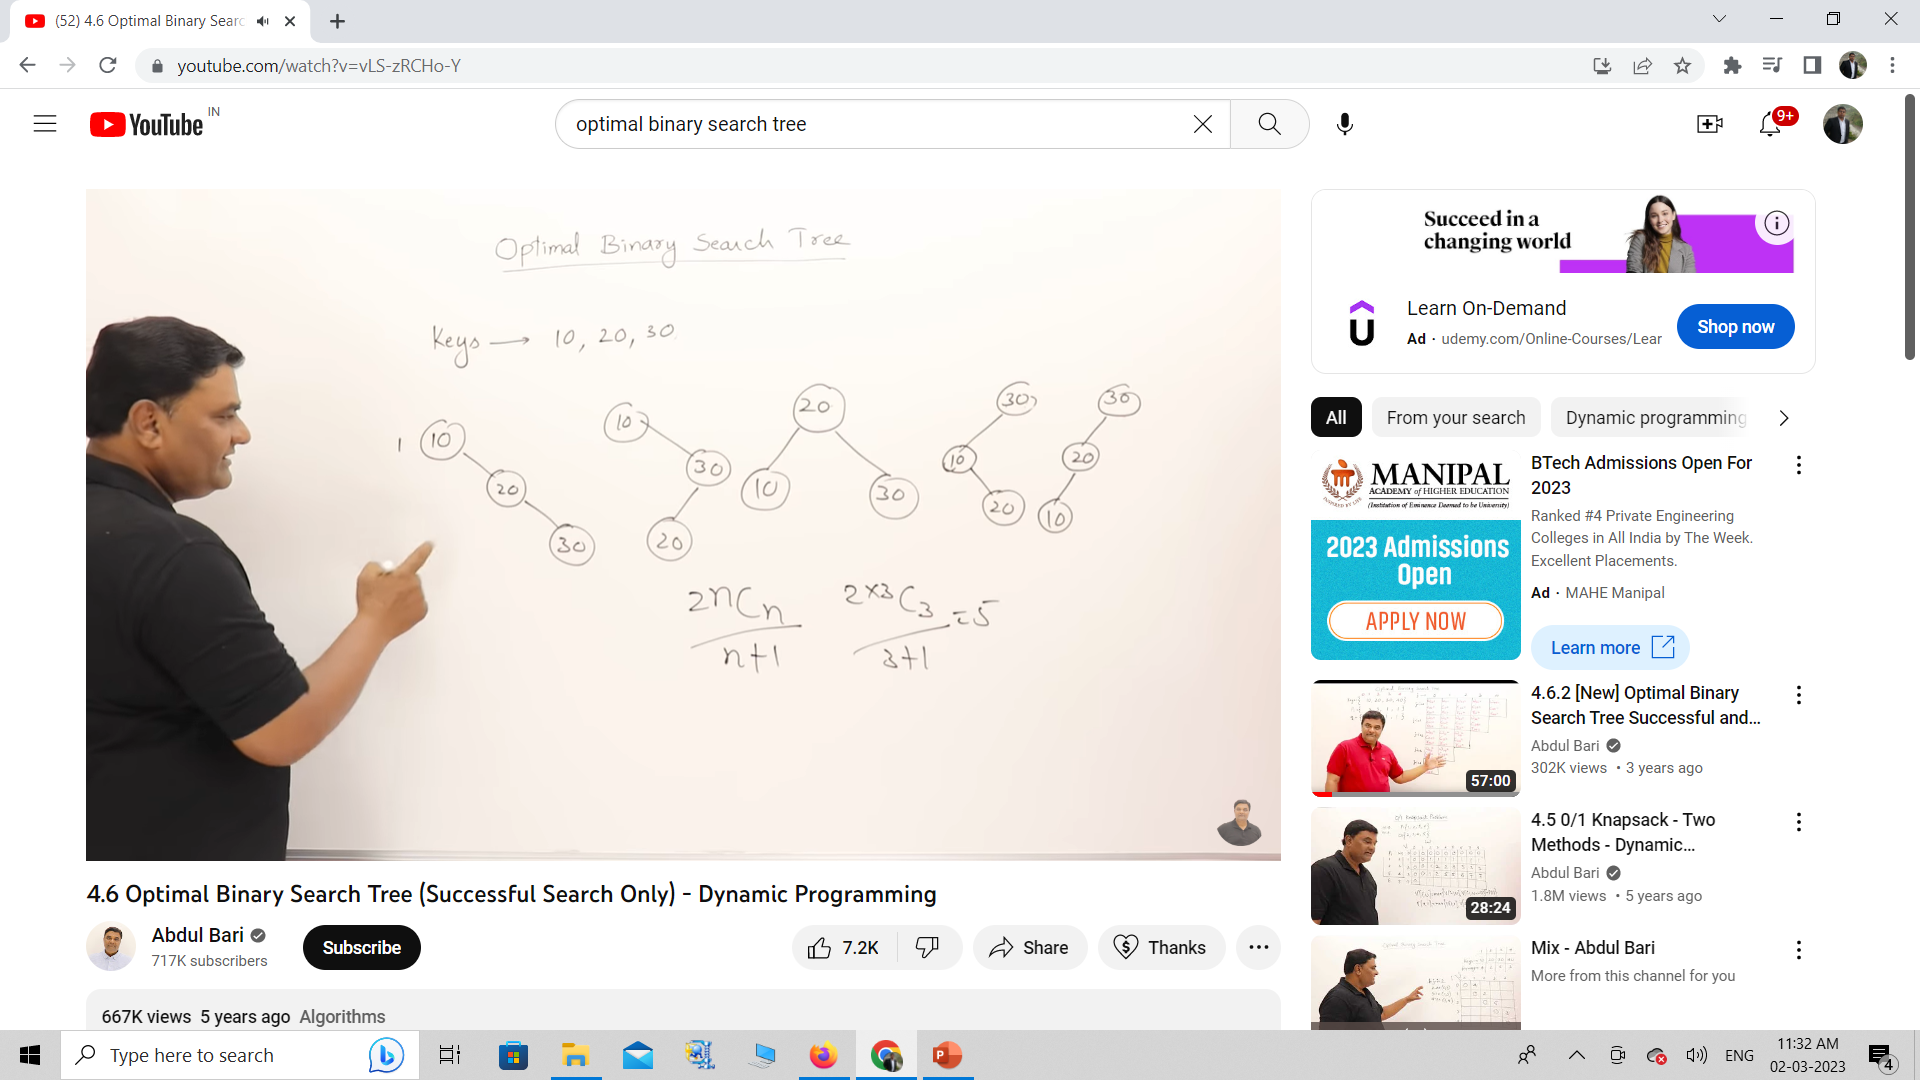 (52) 4.6 Optimal Binary Searc
youtube.com/watch?v=vLS-zRCHo-Y
YouTube IN
optimal binary search tree
9+
Optimal Binary Search Tree
Keys → 10, 20, 30
1 10 20 30
10 30 20
20 10 30
30 10 20
30 20 10
2nCn / n+1
2×3C3 / 3+1 = 5
4.6 Optimal Binary Search Tree (Successful Search Only) - Dynamic Programming
Abdul Bari
717K subscribers
Subscribe
7.2K
Share
Thanks
667K views 5 years ago Algorithms
Succeed in a
changing world
Learn On-Demand
Ad · udemy.com/Online-Courses/Lear
Shop now
All
From your search
Dynamic programming
MANIPAL
ACADEMY of HIGHER EDUCATION
(Institution of Eminence Deemed to be University)
2023 Admissions
Open
APPLY NOW
BTech Admissions Open For
2023
Ranked #4 Private Engineering
Colleges in All India by The Week.
Excellent Placements.
Ad · MAHE Manipal
Learn more
57:00
4.6.2 [New] Optimal Binary
Search Tree Successful and...
Abdul Bari
302K views • 3 years ago
28:24
4.5 0/1 Knapsack - Two
Methods - Dynamic...
Abdul Bari
1.8M views • 5 years ago
Mix - Abdul Bari
More from this channel for you
Type here to search
ENG
11:32 AM
02-03-2023
4